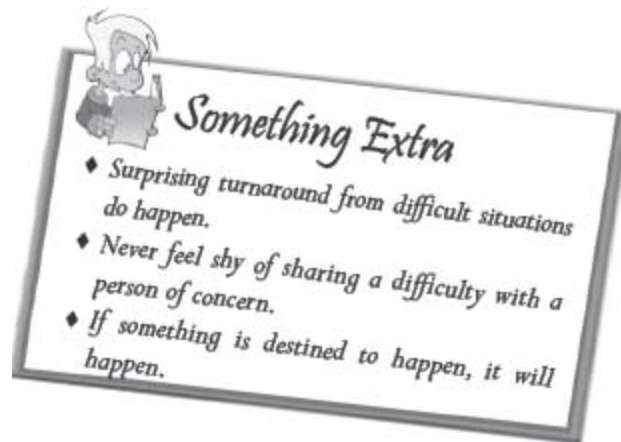 Something Extra
♦ Surprising turnaround from difficult situations
do happen.
♦ Never feel shy of sharing a difficulty with a
person of concern.
♦ If something is destined to happen, it will
happen.